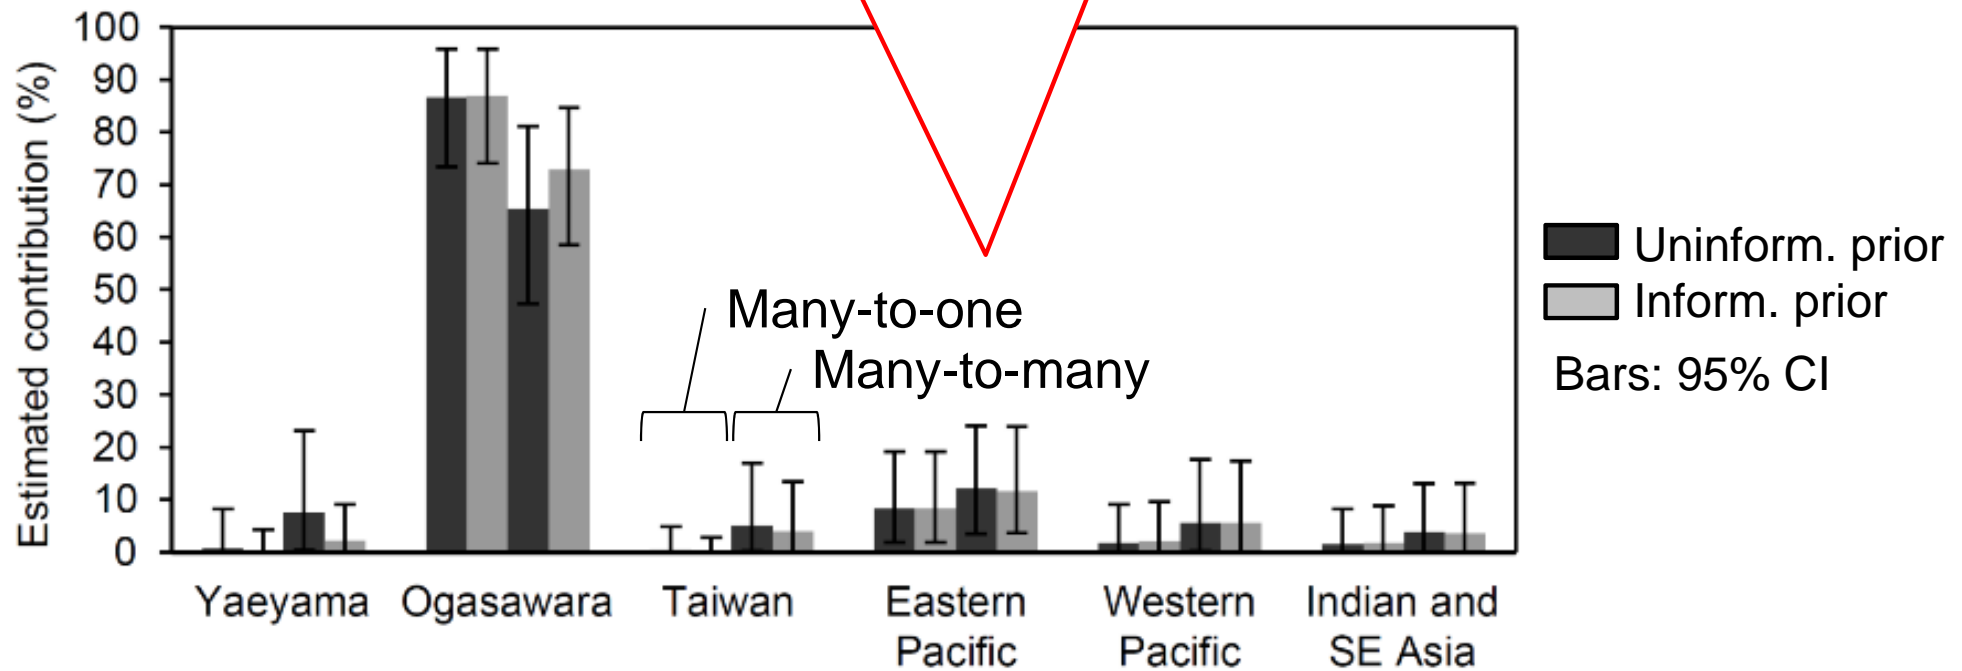 Estimated contribution (%)
100
90
80
70
60
50
40
30
20
10
0
Many-to-one
Many-to-many
Uninform. prior
Inform. prior
Bars: 95% CI
Yaeyama
Ogasawara
Taiwan
Eastern
Pacific
Western
Pacific
Indian and
SE Asia